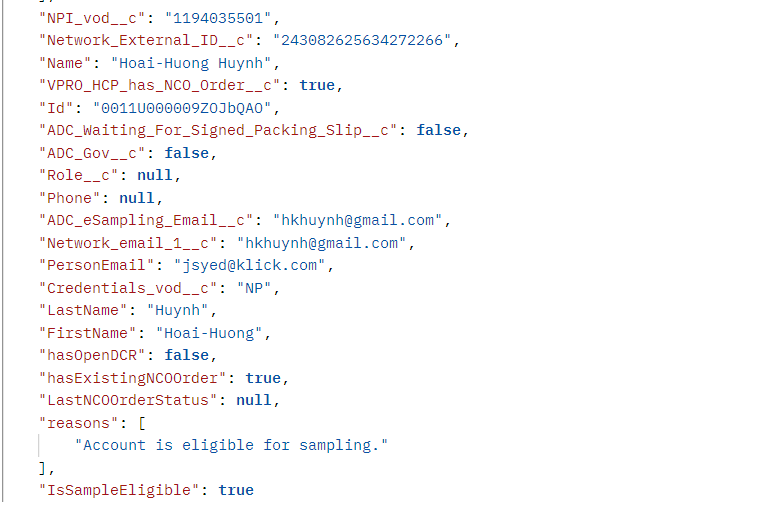 "NPI_vod__c": "1194035501",
"Network_External_ID__c": "243082625634272266",
"Name": "Hoai-Huong Huynh",
"VPRO_HCP_has_NCO_Order__c": true,
"Id": "0011U000009ZOJbQAO",
"ADC_Waiting_For_Signed_Packing_Slip__c": false,
"ADC_Gov__c": false,
"Role__c": null,
"Phone": null,
"ADC_eSampling_Email__c": "hkhuynh@gmail.com",
"Network_email_1__c": "hkhuynh@gmail.com",
"PersonEmail": "jsyed@klick.com",
"Credentials_vod__c": "NP",
"LastName": "Huynh",
"FirstName": "Hoai-Huong",
"hasOpenDCR": false,
"hasExistingNCOOrder": true,
"LastNCOOrderStatus": null,
"reasons": [
"Account is eligible for sampling."
],
"IsSampleEligible": true